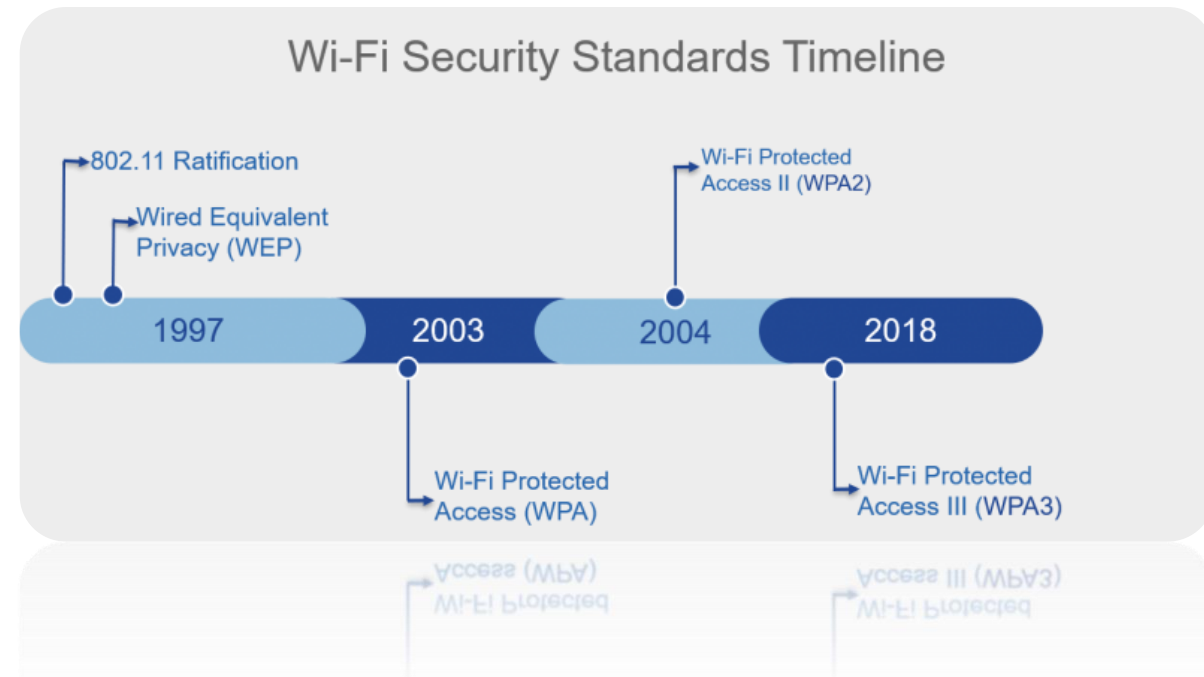 Wi-Fi Security Standards Timeline
802.11 Ratification
Wired Equivalent
Privacy (WEP)
Wi-Fi Protected
Access II (WPA2)
1997
2003
2004
2018
Wi-Fi Protected
Access (WPA)
Wi-Fi Protected
Access III (WPA3)